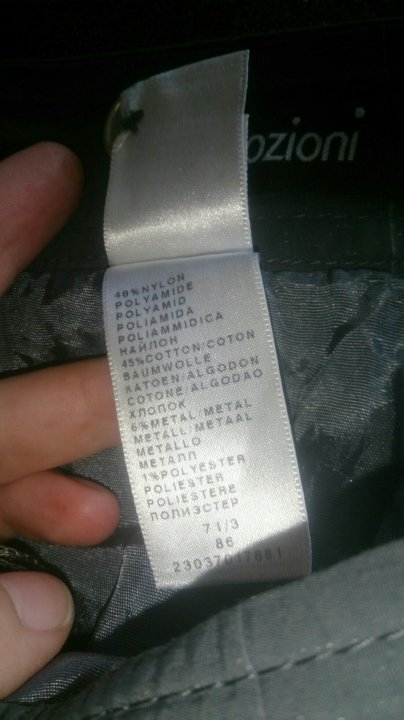 ozioni
48%NYLON
POLYAMIDE
POLYAMID
POLIAMIDA
POLIAMMIDICA
НАЙЛОН
45%COTTON/COTON
BAUMWOLLE
KATOEN/ALGODON
COTONE/ALGODAO
ХЛОПОК
6%METAL/METAL
METALL/METAAL
METALLO
МЕТАЛЛ
1%POLYESTER
POLIESTER
POLIESTERE
ПОЛИЭСТЕР
71/3
86
23037017681